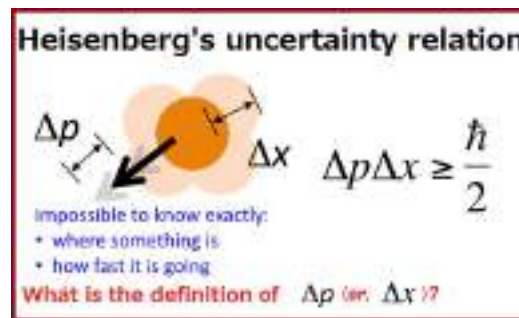 Heisenberg's uncertainty relation
Δp
Δx
ΔpΔx ≥ ħ/2
Impossible to know exactly:
• where something is
• how fast it is going
What is the definition of Δp (or, Δx)?